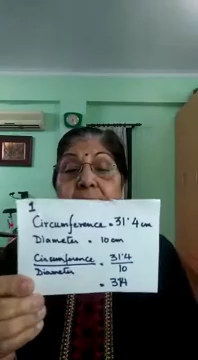 1
Circumference = 31.4 cm
Diameter = 10 cm
Circumference/Diameter = 31.4/10
= 3.14